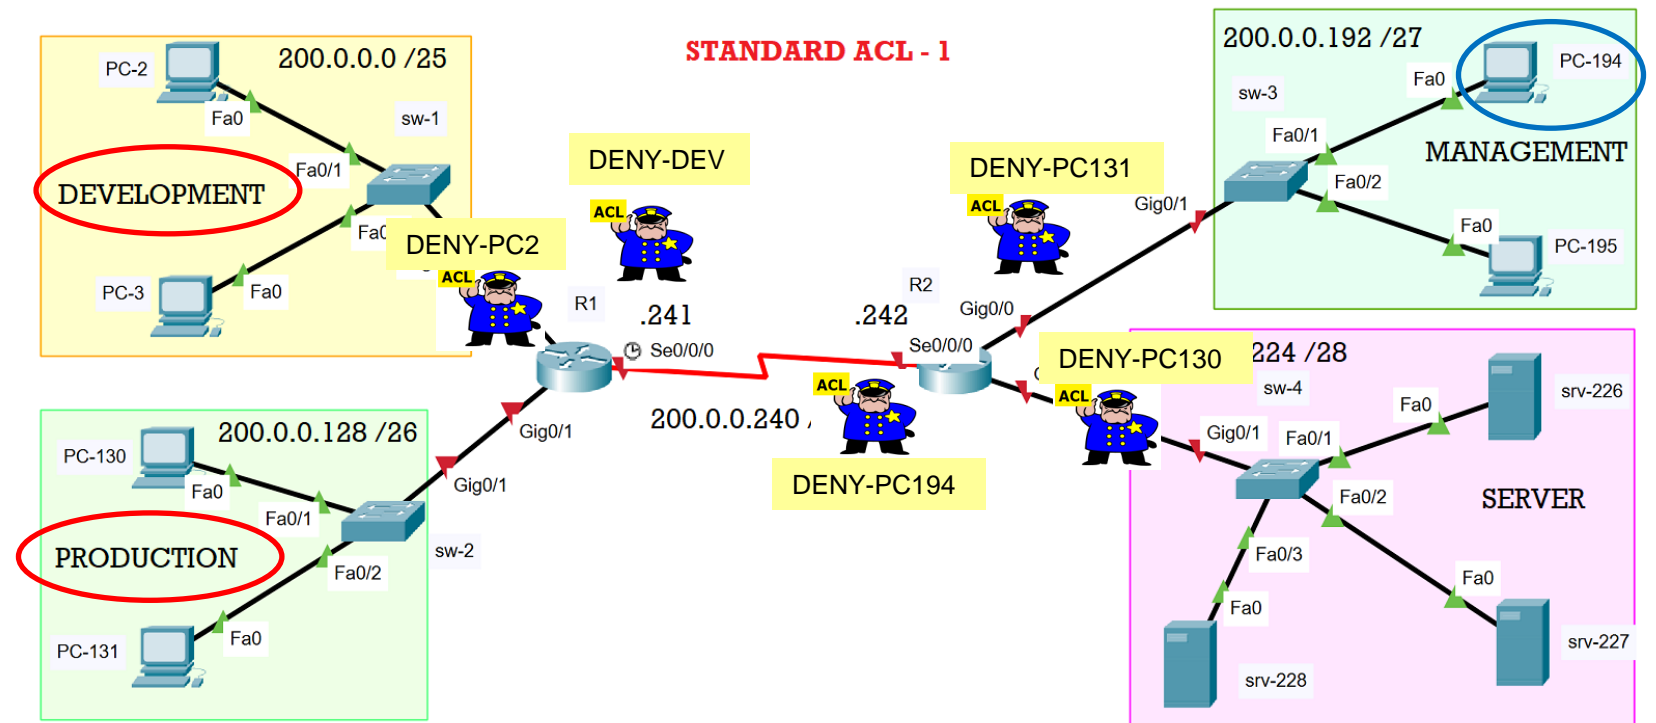 STANDARD ACL - 1
200.0.0.0 /25
PC-2
Fa0
sw-1
Fa0/1
DEVELOPMENT
PC-3
Fa0
DENY-PC2
ACL
DENY-DEV
ACL
R1
.241
Se0/0/0
200.0.0.128 /26
PC-130
Fa0
Fa0/1
PRODUCTION
Fa0/2
sw-2
Gig0/1
Gig0/1
PC-131
Fa0
200.0.0.240
.242
R2
Se0/0/0
Gig0/0
ACL
DENY-PC194
DENY-PC131
ACL
Gig0/1
200.0.0.192 /27
PC-194
Fa0
sw-3
Fa0/1
MANAGEMENT
Fa0/2
Fa0
PC-195
DENY-PC130
ACL
224 /28
sw-4
srv-226
Fa0
Gig0/1
Fa0/1
Fa0/2
SERVER
Fa0/3
Fa0
Fa0
srv-227
srv-228